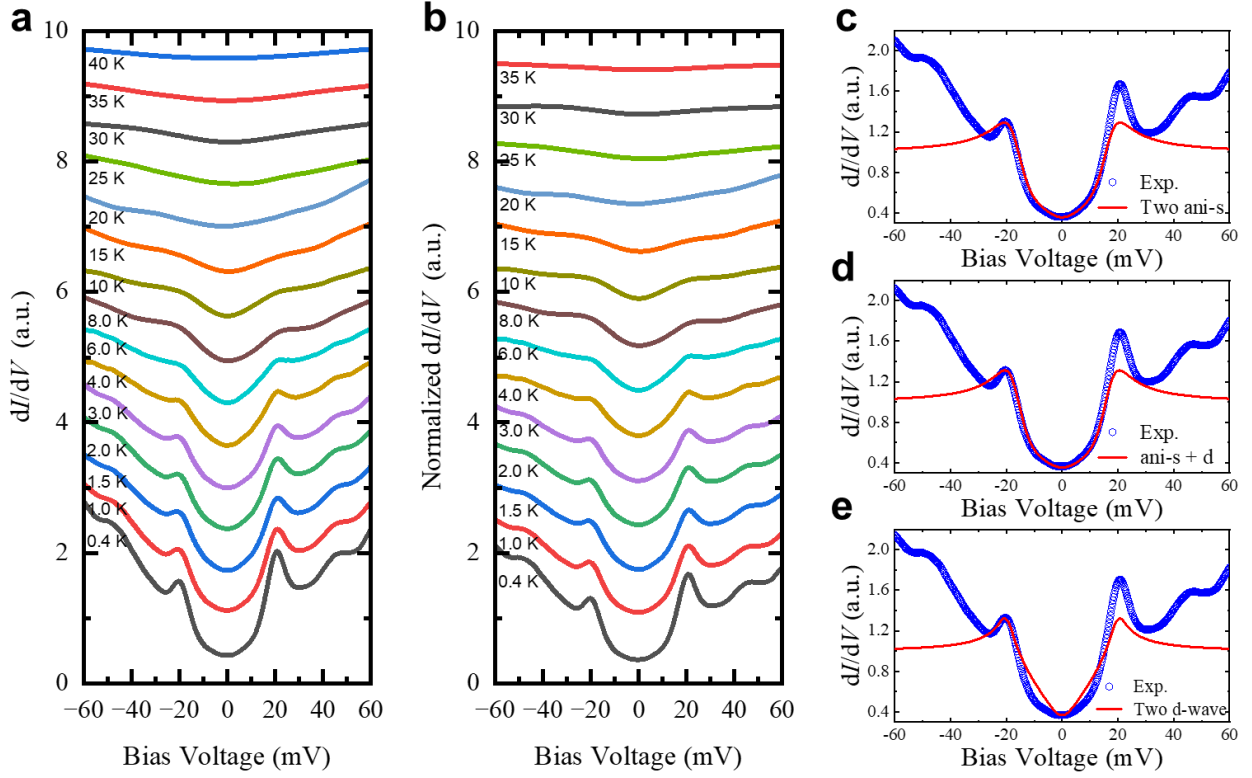 a
10
8
6
4
2
0
40 K
35 K
30 K
25 K
20 K
15 K
10 K
8.0 K
6.0 K
4.0 K
3.0 K
2.0 K
1.5 K
1.0 K
0.4 K
dI/dV (a.u.)
−60 −40 −20 0 20 40 60
Bias Voltage (mV)
b
10
8
6
4
2
0
35 K
30 K
25 K
20 K
15 K
10 K
8.0 K
6.0 K
4.0 K
3.0 K
2.0 K
1.5 K
1.0 K
0.4 K
Normalized dI/dV (a.u.)
−60 −40 −20 0 20 40 60
Bias Voltage (mV)
c
2.0
1.6
1.2
0.8
0.4
dI/dV (a.u.)
Exp.
Two ani-s
-60 -40 -20 0 20 40 60
Bias Voltage (mV)
d
2.0
1.6
1.2
0.8
0.4
dI/dV (a.u.)
Exp.
ani-s + d
-60 -40 -20 0 20 40 60
Bias Voltage (mV)
e
2.0
1.6
1.2
0.8
0.4
dI/dV (a.u.)
Exp.
Two d-wave
-60 -40 -20 0 20 40 60
Bias Voltage (mV)